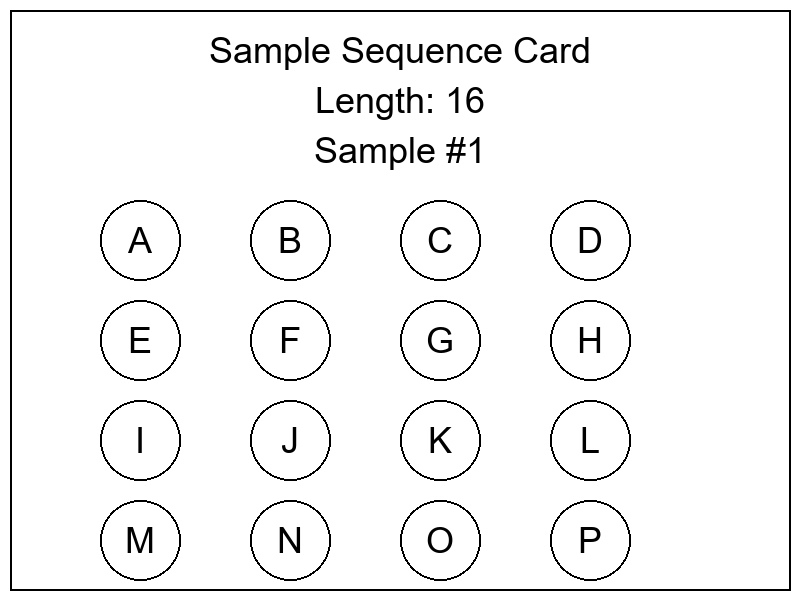 Sample Sequence Card
Length: 16
Sample #1
A B C D
E F G H
I J K L
M N O P